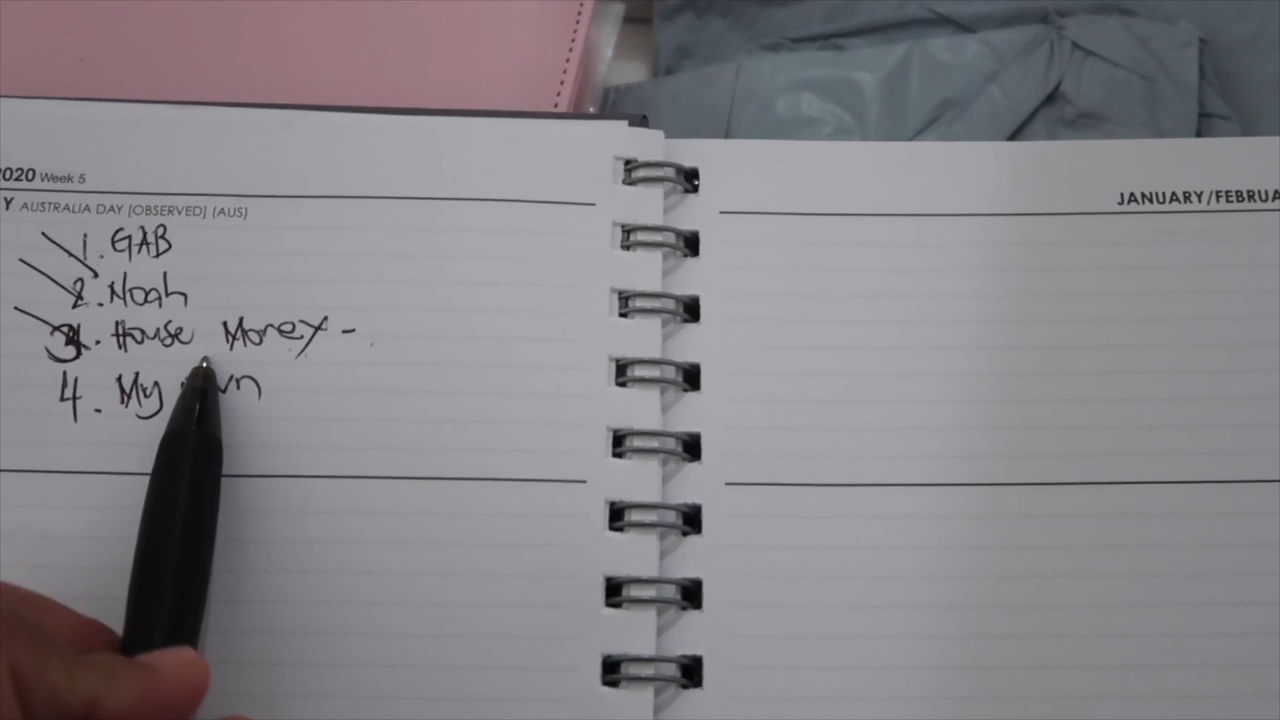 2020 Week 5
JANUARY/FEBRUA
Y AUSTRALIA DAY [OBSERVED] (AUS)
1. GAB
2. Noah
3. House Money -
4. My